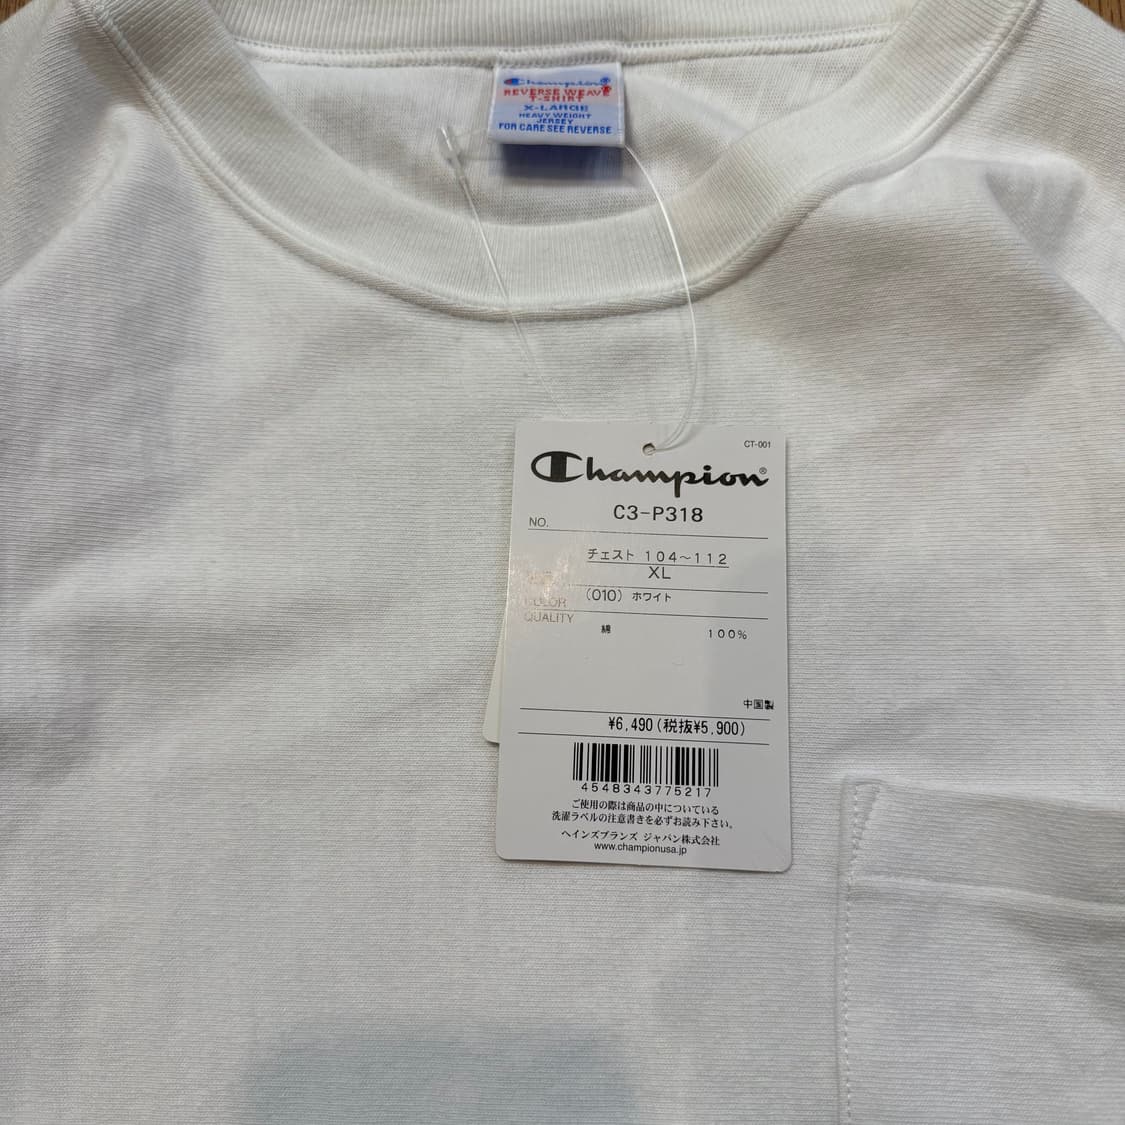 Champion
REVERSE WEAVE
T-SHIRT
X-LARGE
HEAVY WEIGHT
JERSEY
FOR CARE SEE REVERSE
CT-001
Champion®
NO. C3-P318
チェスト 104～112
XL
COLOR (010) ホワイト
QUALITY
綿 100%
中国製
¥6,490(税抜¥5,900)
4548343775217
ご使用の際は商品の中についている
洗濯ラベルの注意書きを必ずお読み下さい。
ヘインズブランズ ジャパン株式会社
www.championusa.jp